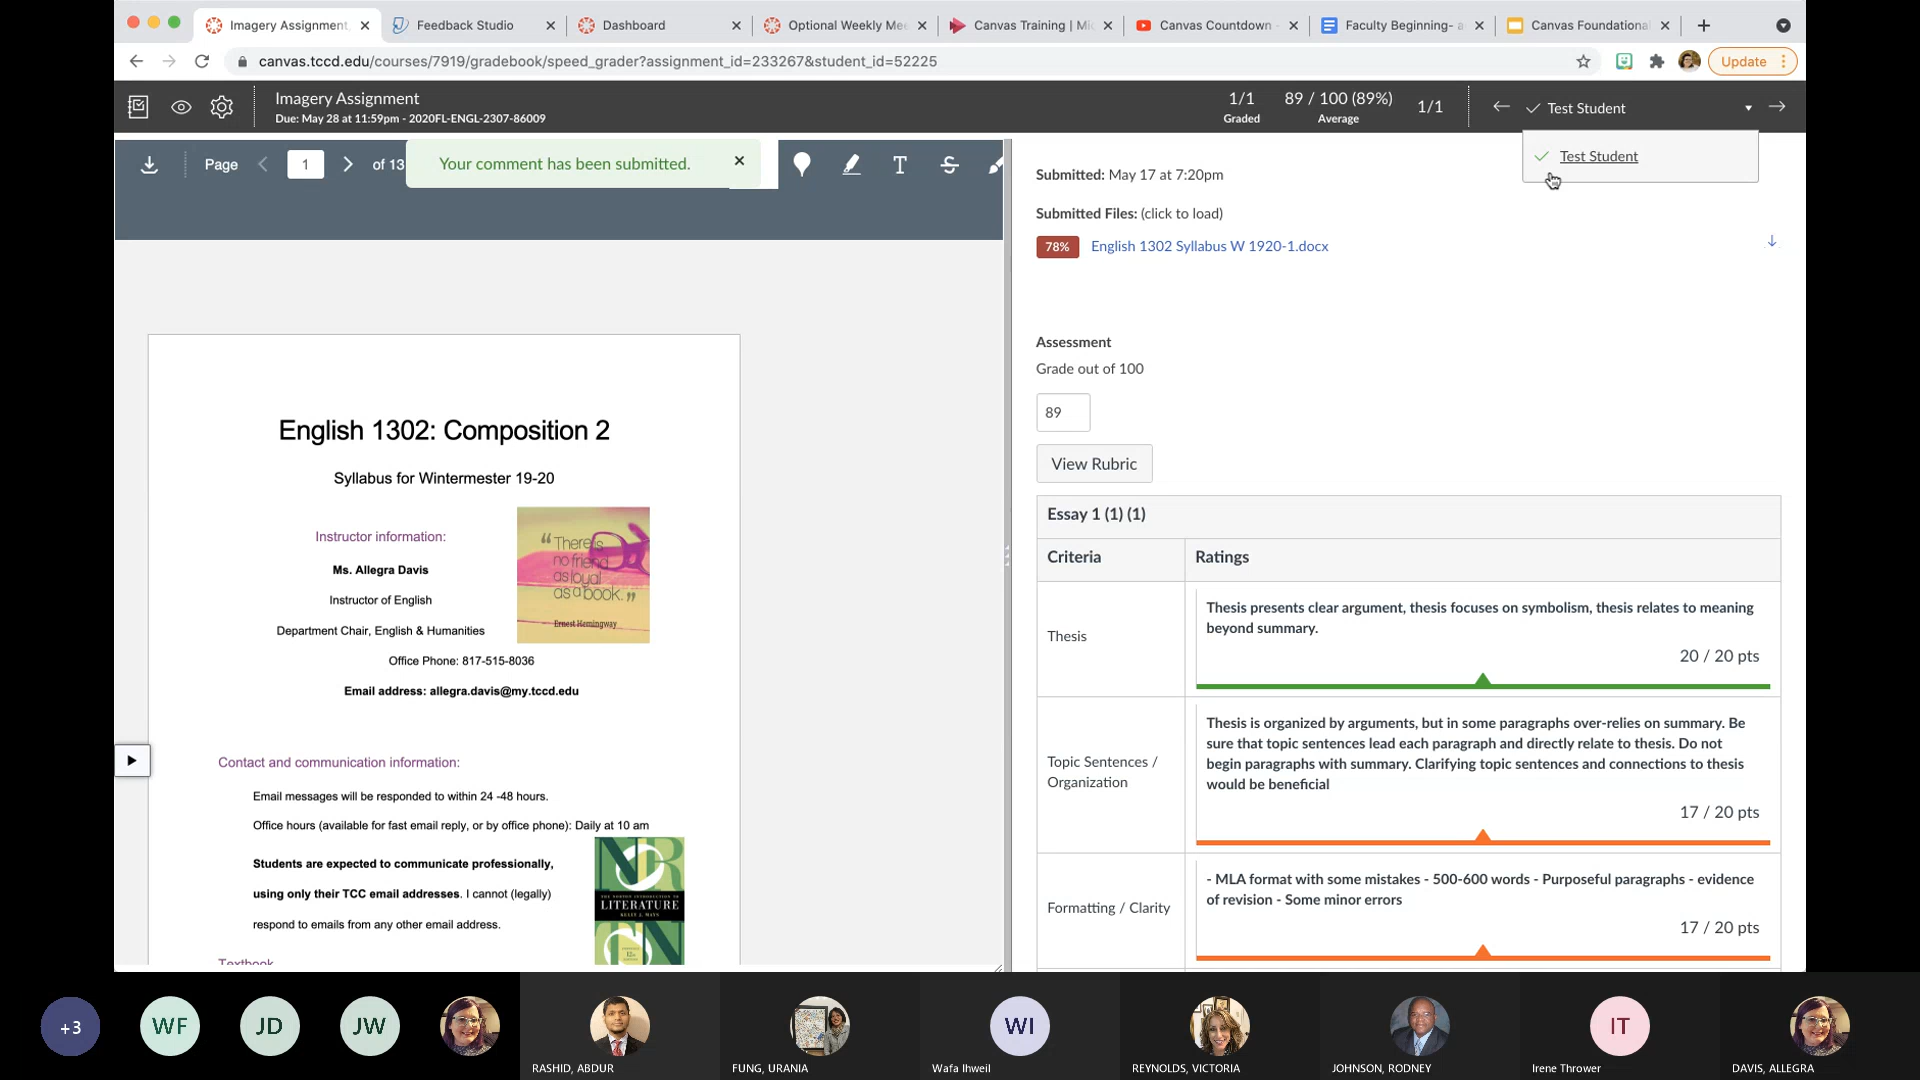 Imagery Assignment
Feedback Studio
Dashboard
Optional Weekly Mee
Canvas Training | Mi
Canvas Countdown -
Faculty Beginning- a
Canvas Foundational
canvas.tccd.edu/courses/7919/gradebook/speed_grader?assignment_id=233267&student_id=52225
Update
Imagery Assignment
Due: May 28 at 11:59pm - 2020FL-ENGL-2307-86009
1/1
Graded
89 / 100 (89%)
Average
1/1
Test Student
Test Student
Page
1
of 13
Your comment has been submitted.
T
S
English 1302: Composition 2
Syllabus for Wintermester 19-20
Instructor information:
Ms. Allegra Davis
Instructor of English
Department Chair, English & Humanities
Office Phone: 817-515-8036
Email address: allegra.davis@my.tccd.edu
“There is
no friend
as loyal
as a book.”
Ernest Hemingway
Contact and communication information:
Email messages will be responded to within 24 -48 hours.
Office hours (available for fast email reply, or by office phone): Daily at 10 am
Students are expected to communicate professionally,
using only their TCC email addresses. I cannot (legally)
respond to emails from any other email address.
Textbook
THE NORTON INTRODUCTION TO
LITERATURE
KELLY J. MAYS
Submitted: May 17 at 7:20pm
Submitted Files: (click to load)
78%
English 1302 Syllabus W 1920-1.docx
Assessment
Grade out of 100
89
View Rubric
Essay 1 (1) (1)
Criteria
Ratings
Thesis
Thesis presents clear argument, thesis focuses on symbolism, thesis relates to meaning
beyond summary.
20 / 20 pts
Topic Sentences /
Organization
Thesis is organized by arguments, but in some paragraphs over-relies on summary. Be
sure that topic sentences lead each paragraph and directly relate to thesis. Do not
begin paragraphs with summary. Clarifying topic sentences and connections to thesis
would be beneficial
17 / 20 pts
Formatting / Clarity
- MLA format with some mistakes - 500-600 words - Purposeful paragraphs - evidence
of revision - Some minor errors
17 / 20 pts
+3
WF
JD
JW
RASHID, ABDUR
FUNG, URANIA
WI
Wafa Ihweil
REYNOLDS, VICTORIA
JOHNSON, RODNEY
IT
Irene Thrower
DAVIS, ALLEGRA